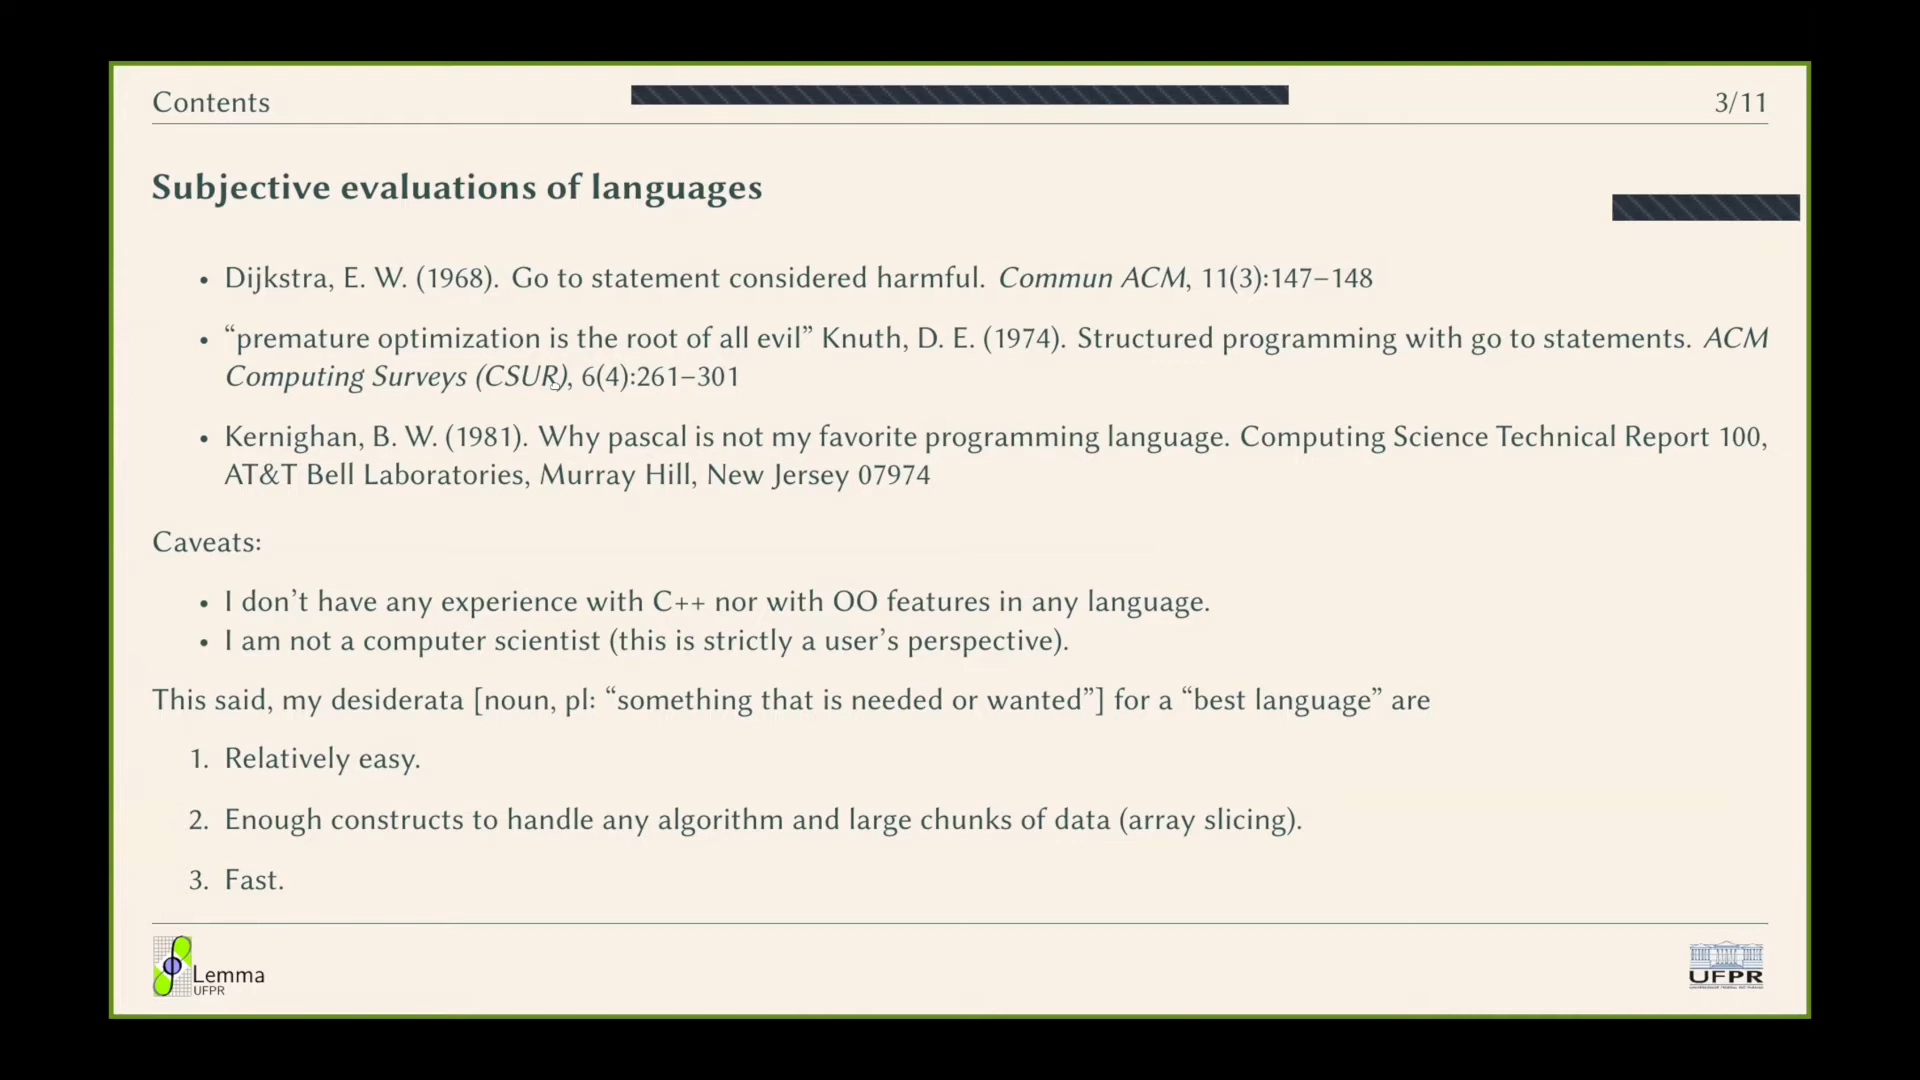 Contents
3/11
Subjective evaluations of languages
• Dijkstra, E. W. (1968). Go to statement considered harmful. Commun ACM, 11(3):147–148
• “premature optimization is the root of all evil” Knuth, D. E. (1974). Structured programming with go to statements. ACM
Computing Surveys (CSUR), 6(4):261–301
• Kernighan, B. W. (1981). Why pascal is not my favorite programming language. Computing Science Technical Report 100,
AT&T Bell Laboratories, Murray Hill, New Jersey 07974
Caveats:
• I don’t have any experience with C++ nor with OO features in any language.
• I am not a computer scientist (this is strictly a user’s perspective).
This said, my desiderata [noun, pl: “something that is needed or wanted”] for a “best language” are
1. Relatively easy.
2. Enough constructs to handle any algorithm and large chunks of data (array slicing).
3. Fast.
Lemma
UFPR
UFPR